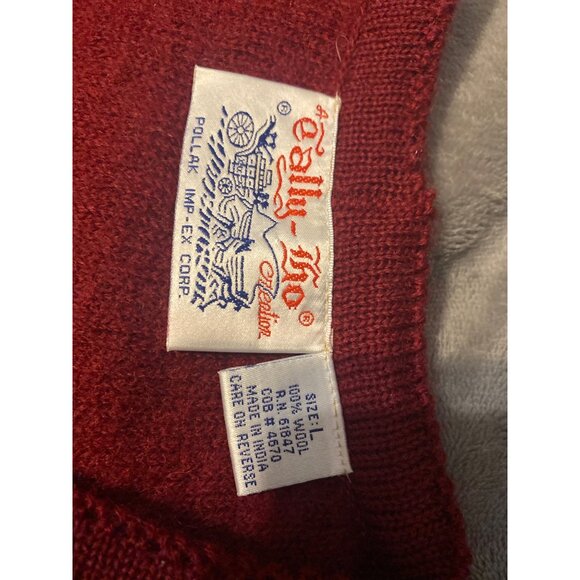 A
Tally-Ho®
®
creation
POLLAK IMP-EX CORP.
SIZE: L
100% WOOL
R.N. 61847
COB # 4670
MADE IN INDIA
CARE ON REVERSE